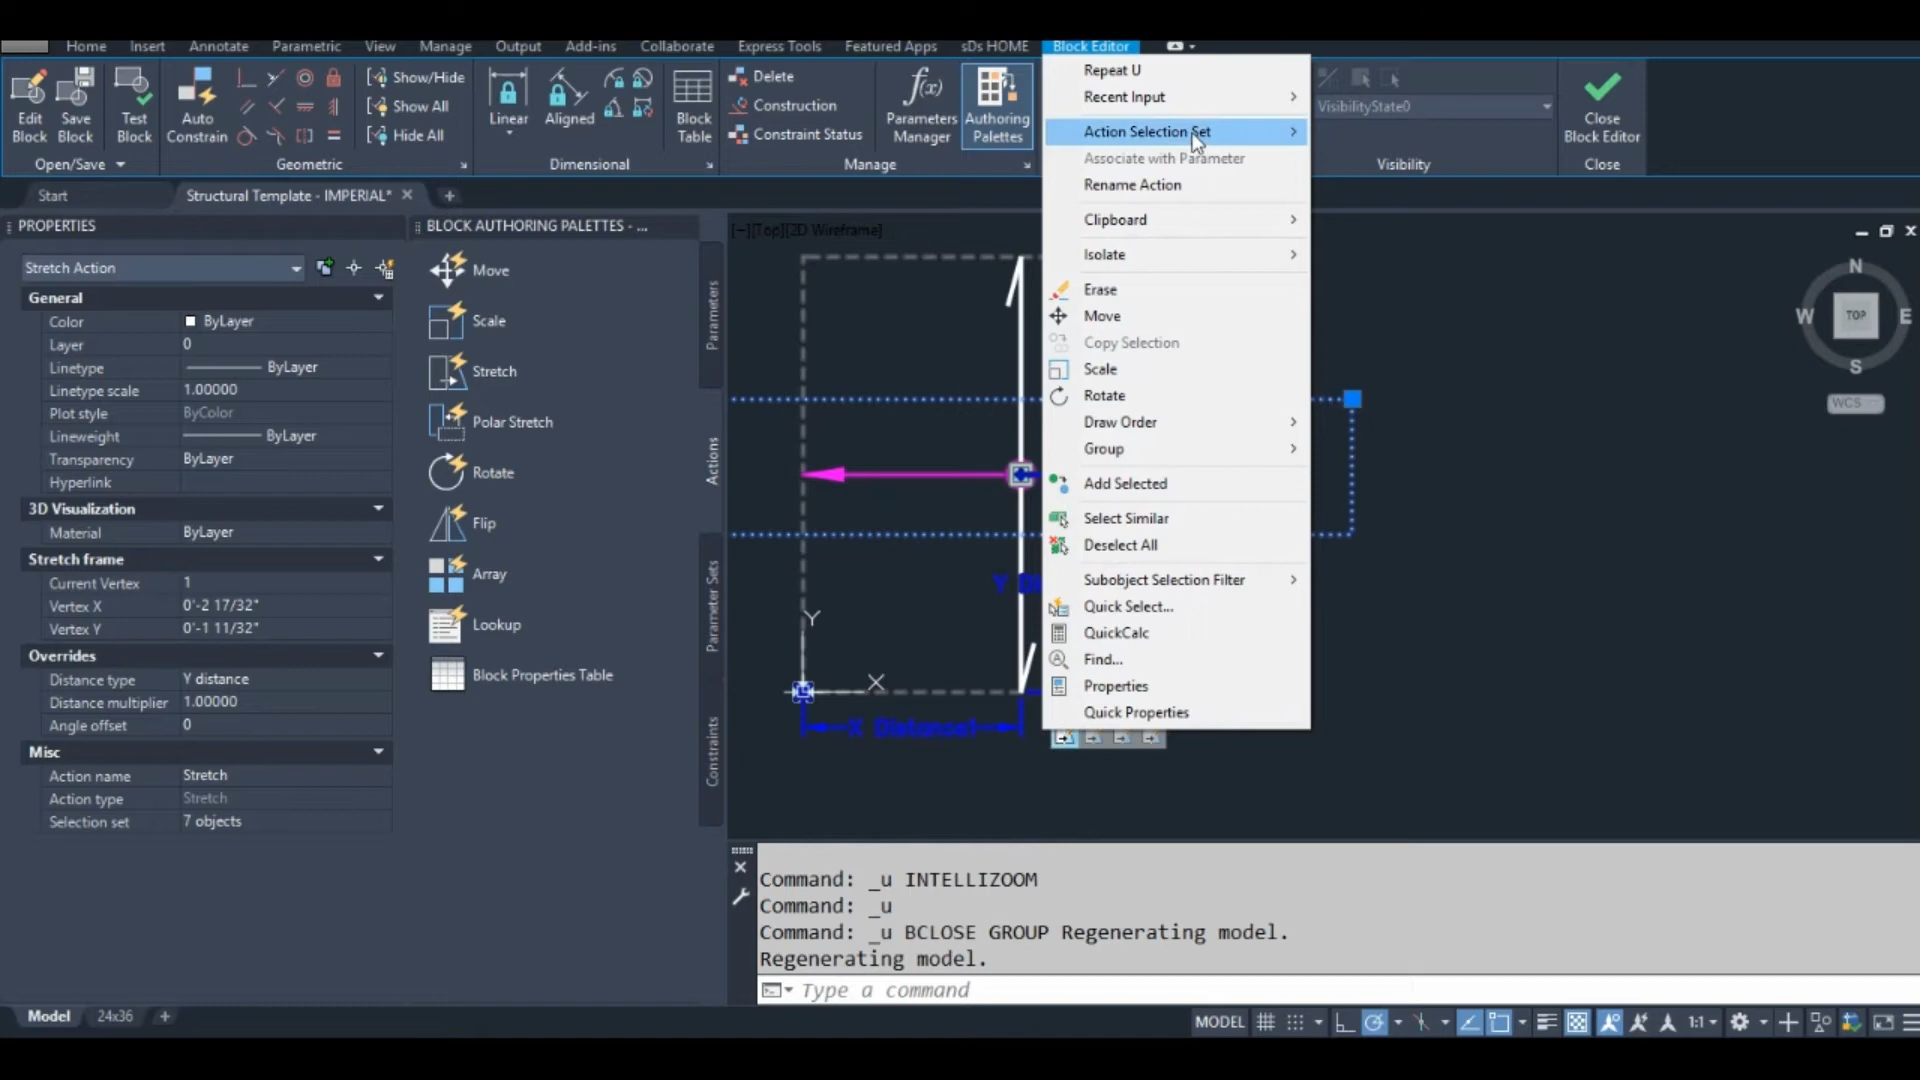 Home Insert Annotate Parametric View Manage Output Add-ins Collaborate Express Tools Featured Apps sDs HOME Block Editor
Edit Block
Save Block
Test Block
Open/Save
Auto Constrain
Show/Hide
Show All
Hide All
Geometric
Linear
Aligned
Dimensional
Block Table
Delete
Construction
Constraint Status
Parameters Manager
Authoring Palettes
Manage
VisibilityState0
Visibility
Close Block Editor
Close
Start
Structural Template - IMPERIAL*
PROPERTIES
Stretch Action
General
Color ByLayer
Layer 0
Linetype ByLayer
Linetype scale 1.00000
Plot style ByColor
Lineweight ByLayer
Transparency ByLayer
Hyperlink
3D Visualization
Material ByLayer
Stretch frame
Current Vertex 1
Vertex X 0'-2 17/32"
Vertex Y 0'-1 11/32"
Overrides
Distance type Y distance
Distance multiplier 1.00000
Angle offset 0
Misc
Action name Stretch
Action type Stretch
Selection set 7 objects
BLOCK AUTHORING PALETTES - ...
Move
Scale
Stretch
Polar Stretch
Rotate
Flip
Array
Lookup
Block Properties Table
Parameters
Actions
Parameter Sets
Constraints
[−][Top][2D Wireframe]
Y Di
Y
X
X Distance1
Repeat U
Recent Input
Action Selection Set
Associate with Parameter
Rename Action
Clipboard
Isolate
Erase
Move
Copy Selection
Scale
Rotate
Draw Order
Group
Add Selected
Select Similar
Deselect All
Subobject Selection Filter
Quick Select...
QuickCalc
Find...
Properties
Quick Properties
N
W TOP E
S
WCS
Command: _u INTELLIZOOM
Command: _u
Command: _u BCLOSE GROUP Regenerating model.
Regenerating model.
Type a command
Model 24x36
MODEL 1:1